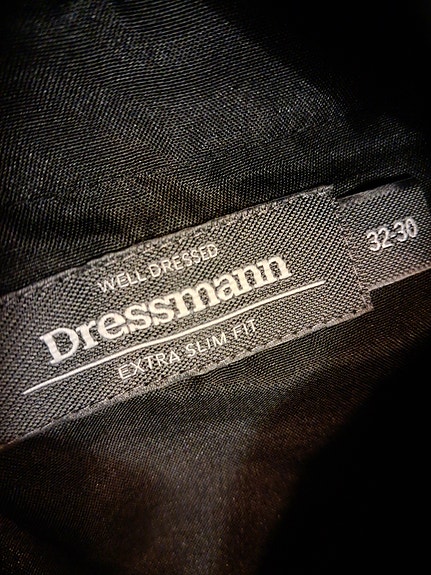 WELL-DRESSED
Dressmann
EXTRA SLIM FIT
32-30